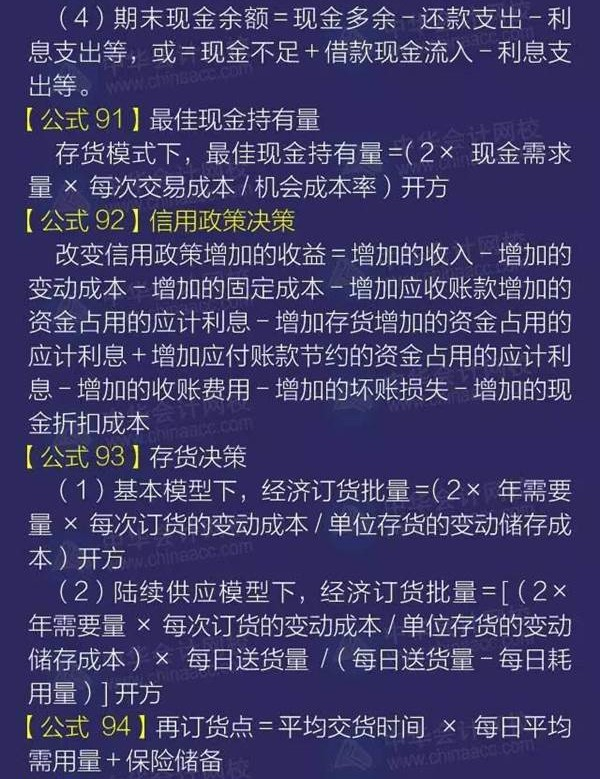 （4）期末现金余额＝现金多余－还款支出－利
息支出等，或＝现金不足＋借款现金流入－利息支
出等。
【公式 91】最佳现金持有量
存货模式下，最佳现金持有量=(２× 现金需求
量 × 每次交易成本 / 机会成本率）开方
【公式 92】信用政策决策
改变信用政策增加的收益＝增加的收入－增加的
变动成本－增加的固定成本－增加应收账款增加的
资金占用的应计利息－增加存货增加的资金占用的
应计利息＋增加应付账款节约的资金占用的应计利
息－增加的收账费用－增加的坏账损失－增加的现
金折扣成本
【公式 93】存货决策
（1）基本模型下，经济订货批量=(２× 年需要
量 × 每次订货的变动成本 / 单位存货的变动储存成
本）开方
（2）陆续供应模型下，经济订货批量=[（２×
年需要量 × 每次订货的变动成本 / 单位存货的变动
储存成本）× 每日送货量 /（每日送货量－每日耗
用量）] 开方
【公式 94】再订货点＝平均交货时间 × 每日平均
需用量＋保险储备
中华会计网校
www.chinaacc.com